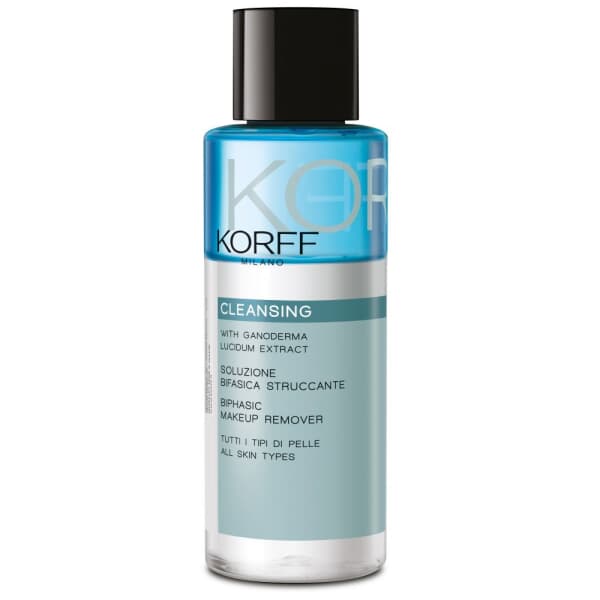 KOR
KORFF
MILANO
CLEANSING
WITH GANODERMA
LUCIDUM EXTRACT
SOLUZIONE
BIFASICA STRUCCANTE
BIPHASIC
MAKEUP REMOVER
TUTTI I TIPI DI PELLE
ALL SKIN TYPES